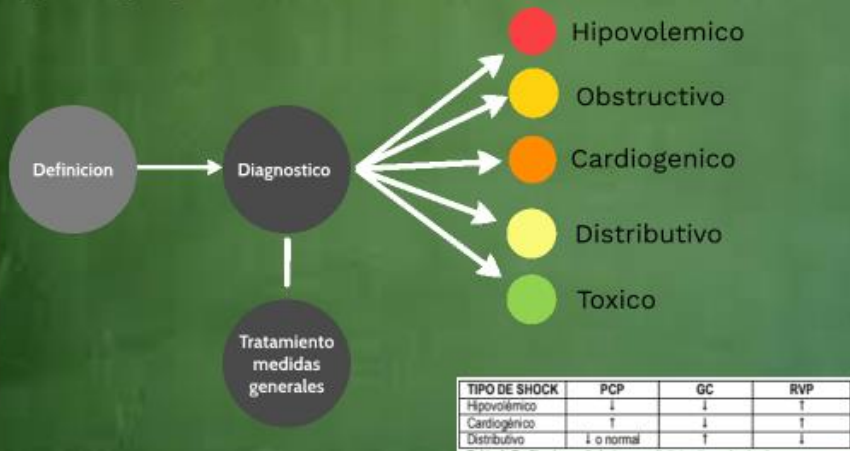 Hipovolemico
Obstructivo
Definicion
Diagnostico
Cardiogenico
Distributivo
Toxico
Tratamiento
medidas
generales
TIPO DE SHOCK PCP GC RVP
Hipovolémico ↓ ↓ ↑
Cardiogénico ↑ ↓ ↑
Distributivo ↓ o normal ↑ ↓